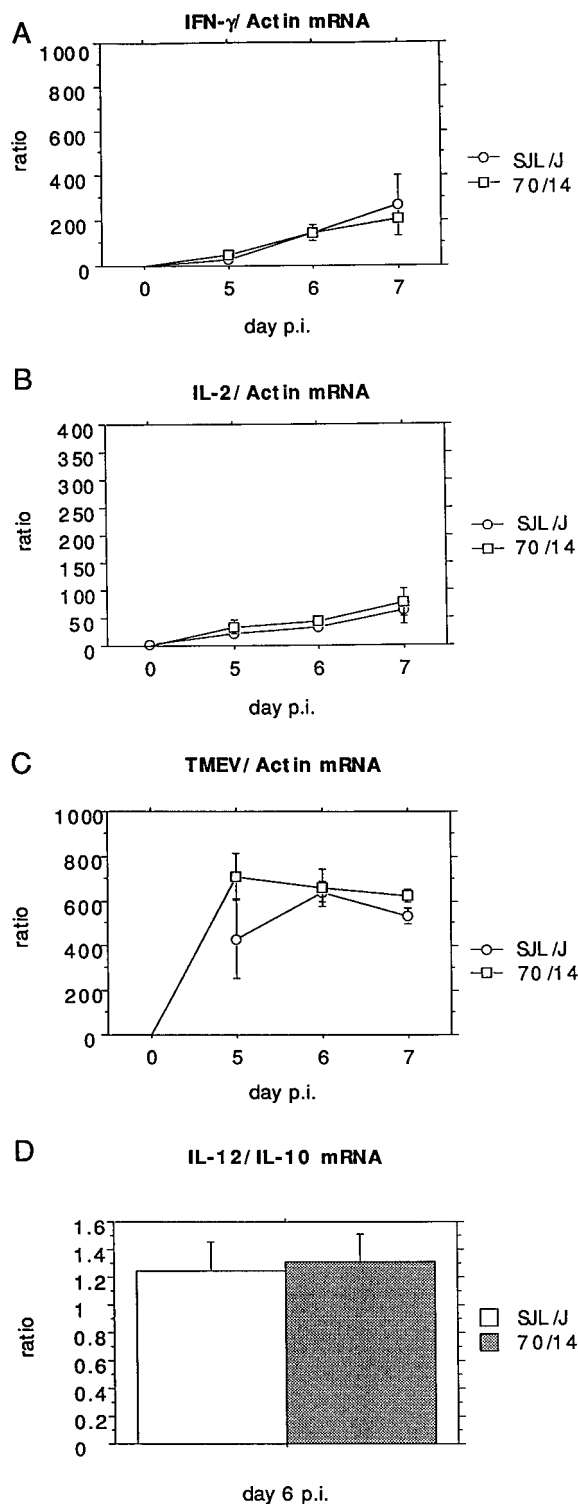 A
IFN-γ/ Actin mRNA
1000
800
600
400
200
0
ratio
0 5 6 7
day p.i.
SJL/J
70/14
B
IL-2/ Actin mRNA
400
350
300
250
200
150
100
50
0
ratio
0 5 6 7
day p.i.
SJL/J
70/14
C
TMEV/ Actin mRNA
1000
800
600
400
200
0
ratio
0 5 6 7
day p.i.
SJL/J
70/14
D
IL-12/ IL-10 mRNA
1.6
1.4
1.2
1
0.8
0.6
0.4
0.2
0
ratio
SJL/J
70/14
day 6 p.i.